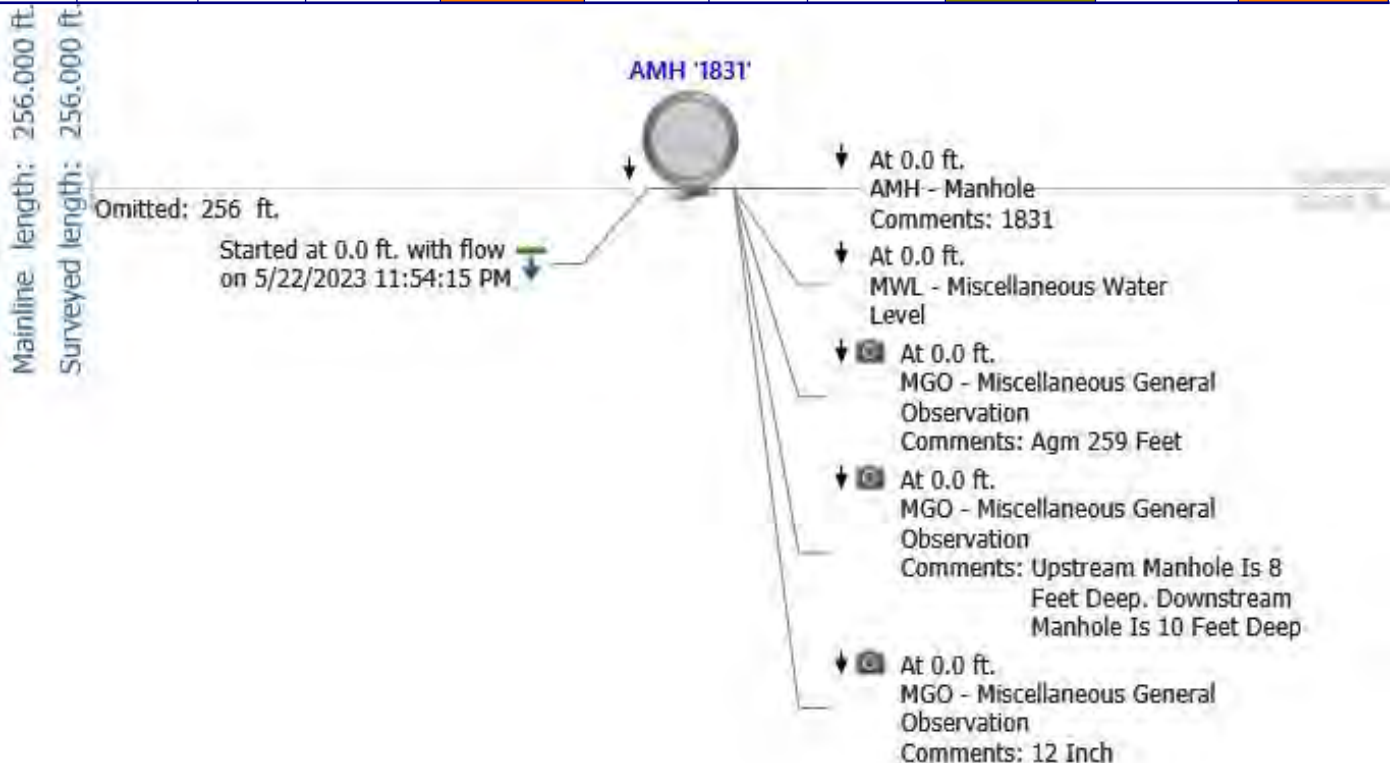 Mainline length: 256.000 ft.
Surveyed length: 256.000 ft.
AMH '1831'
Omitted: 256 ft.
Started at 0.0 ft. with flow
on 5/22/2023 11:54:15 PM
At 0.0 ft.
AMH - Manhole
Comments: 1831
At 0.0 ft.
MWL - Miscellaneous Water
Level
At 0.0 ft.
MGO - Miscellaneous General
Observation
Comments: Agm 259 Feet
At 0.0 ft.
MGO - Miscellaneous General
Observation
Comments: Upstream Manhole Is 8
Feet Deep. Downstream
Manhole Is 10 Feet Deep
At 0.0 ft.
MGO - Miscellaneous General
Observation
Comments: 12 Inch